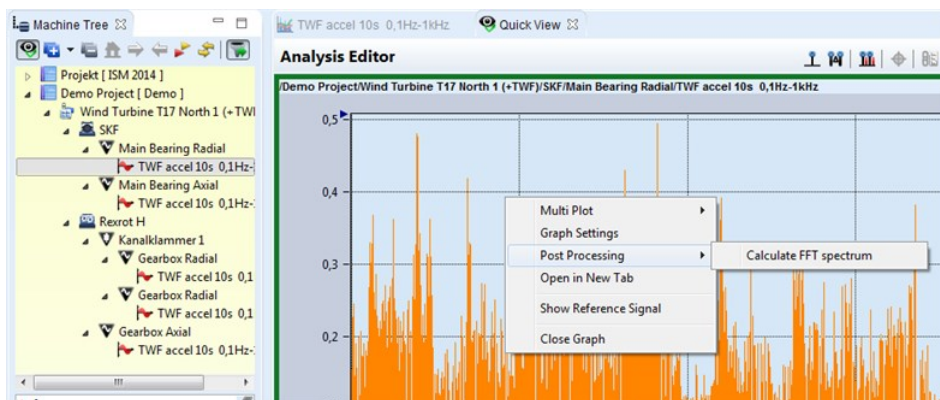 Machine Tree
Projekt [ ISM 2014 ]
Demo Project [ Demo ]
Wind Turbine T17 North 1 (+TWI
SKF
Main Bearing Radial
TWF accel 10s 0,1Hz-
Main Bearing Axial
TWF accel 10s 0,1Hz-
Rexrot H
Kanalklammer 1
Gearbox Radial
TWF accel 10s 0,1
Gearbox Radial
TWF accel 10s 0,1
Gearbox Axial
TWF accel 10s 0,1Hz-
TWF accel 10s 0,1Hz-1kHz
Quick View
Analysis Editor
/Demo Project/Wind Turbine T17 North 1 (+TWF)/SKF/Main Bearing Radial/TWF accel 10s 0,1Hz-1kHz
0,5
0,4
0,3
0,2
Multi Plot
Graph Settings
Post Processing
Calculate FFT spectrum
Open in New Tab
Show Reference Signal
Close Graph